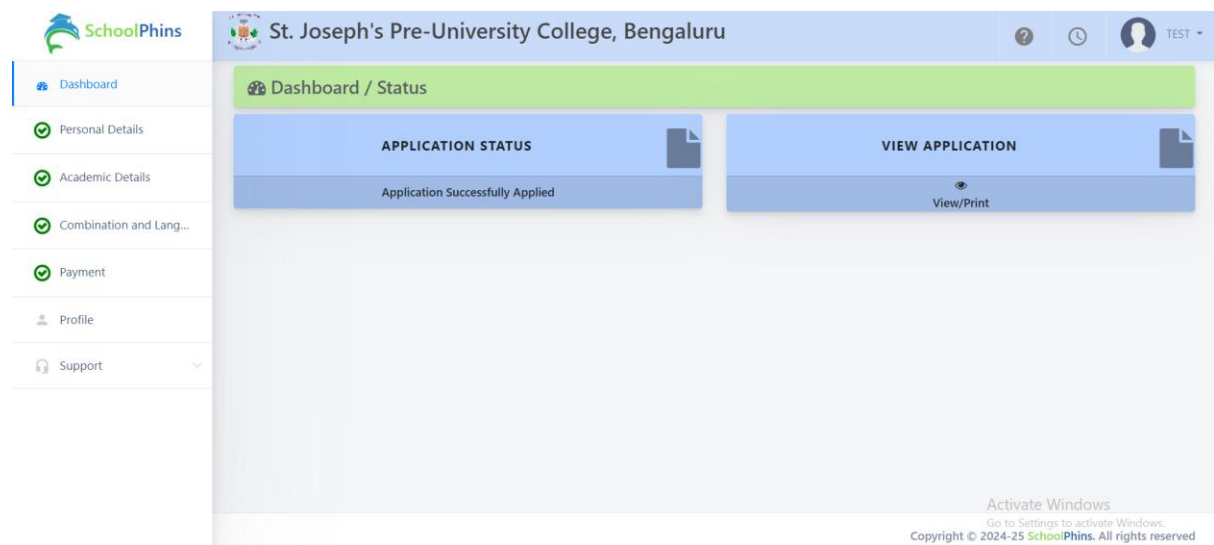 SchoolPhins
St. Joseph's Pre-University College, Bengaluru
TEST
Dashboard
Personal Details
Academic Details
Combination and Lang...
Payment
Profile
Support
Dashboard / Status
APPLICATION STATUS
Application Successfully Applied
VIEW APPLICATION
View/Print
Activate Windows
Go to Settings to activate Windows.
Copyright © 2024-25 SchoolPhins. All rights reserved